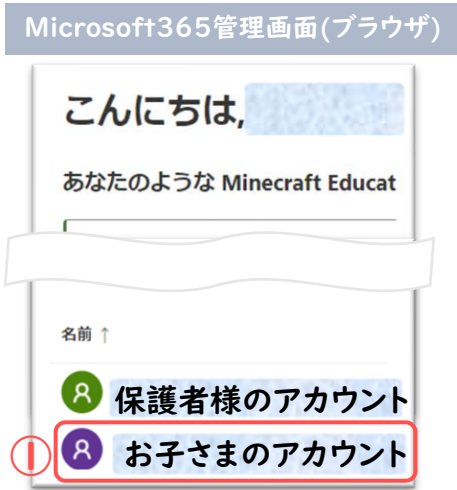 Microsoft365管理画面(ブラウザ)
こんにちは,
あなたのような Minecraft Educat
名前 ↑
保護者様のアカウント
① お子さまのアカウント